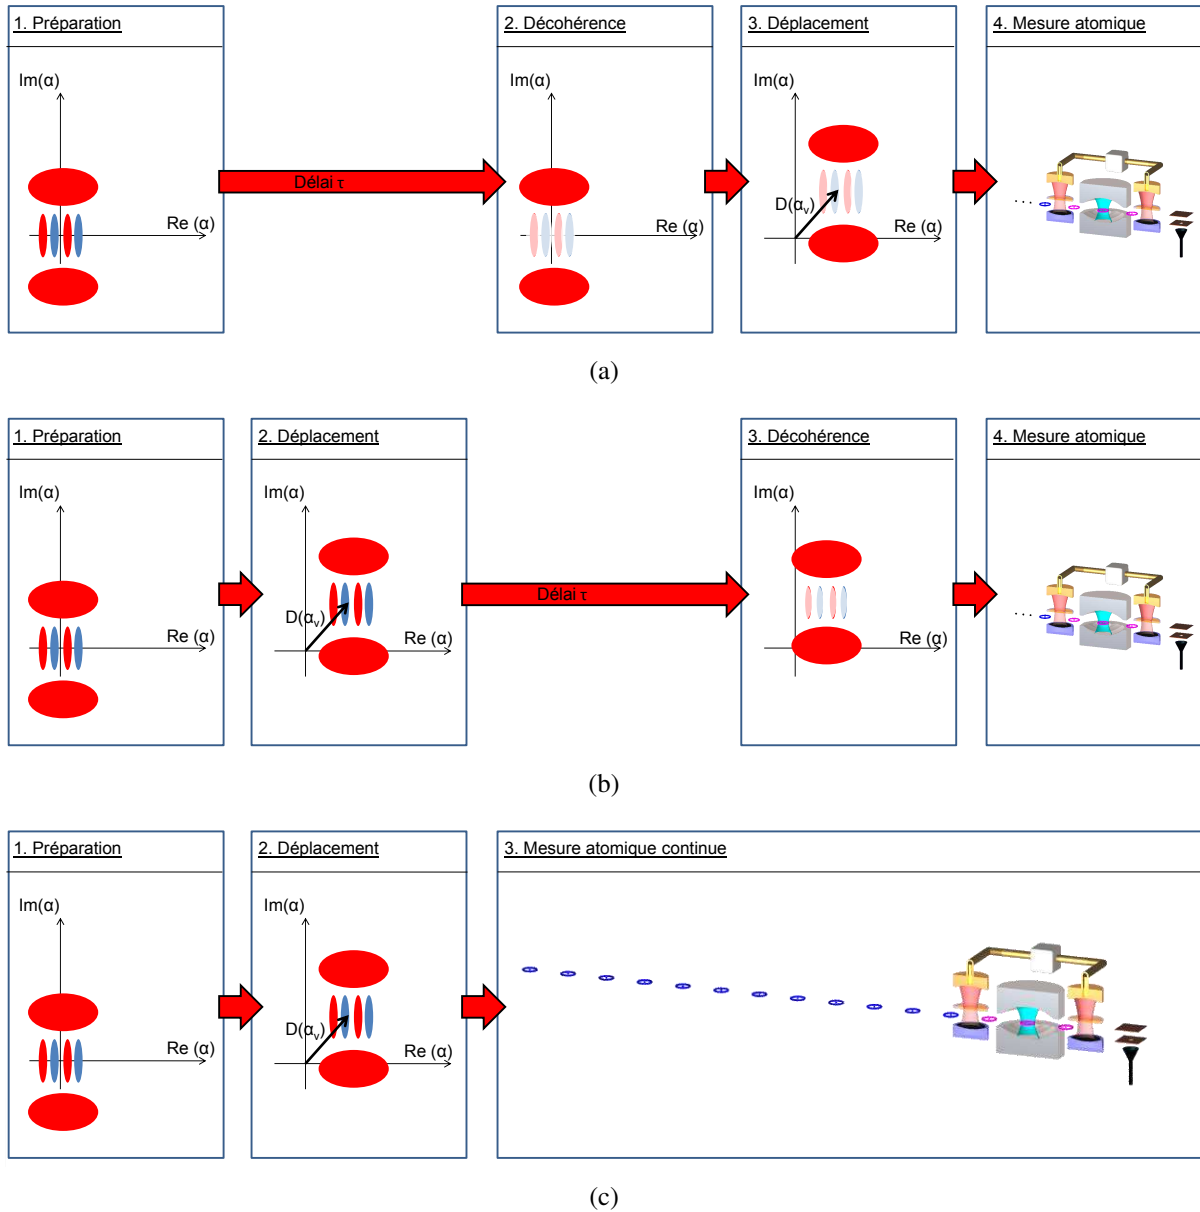 1. Préparation
2. Décohérence
3. Déplacement
4. Mesure atomique
Im(α)
Im(α)
Im(α)
Délai τ
D(αv)
Re (α)
Re (α)
Re (α)
...
(a)
1. Préparation
2. Déplacement
3. Décohérence
4. Mesure atomique
Im(α)
Im(α)
Im(α)
Délai τ
D(αv)
Re (α)
Re (α)
Re (α)
...
(b)
1. Préparation
2. Déplacement
3. Mesure atomique continue
Im(α)
Im(α)
D(αv)
Re (α)
Re (α)
(c)